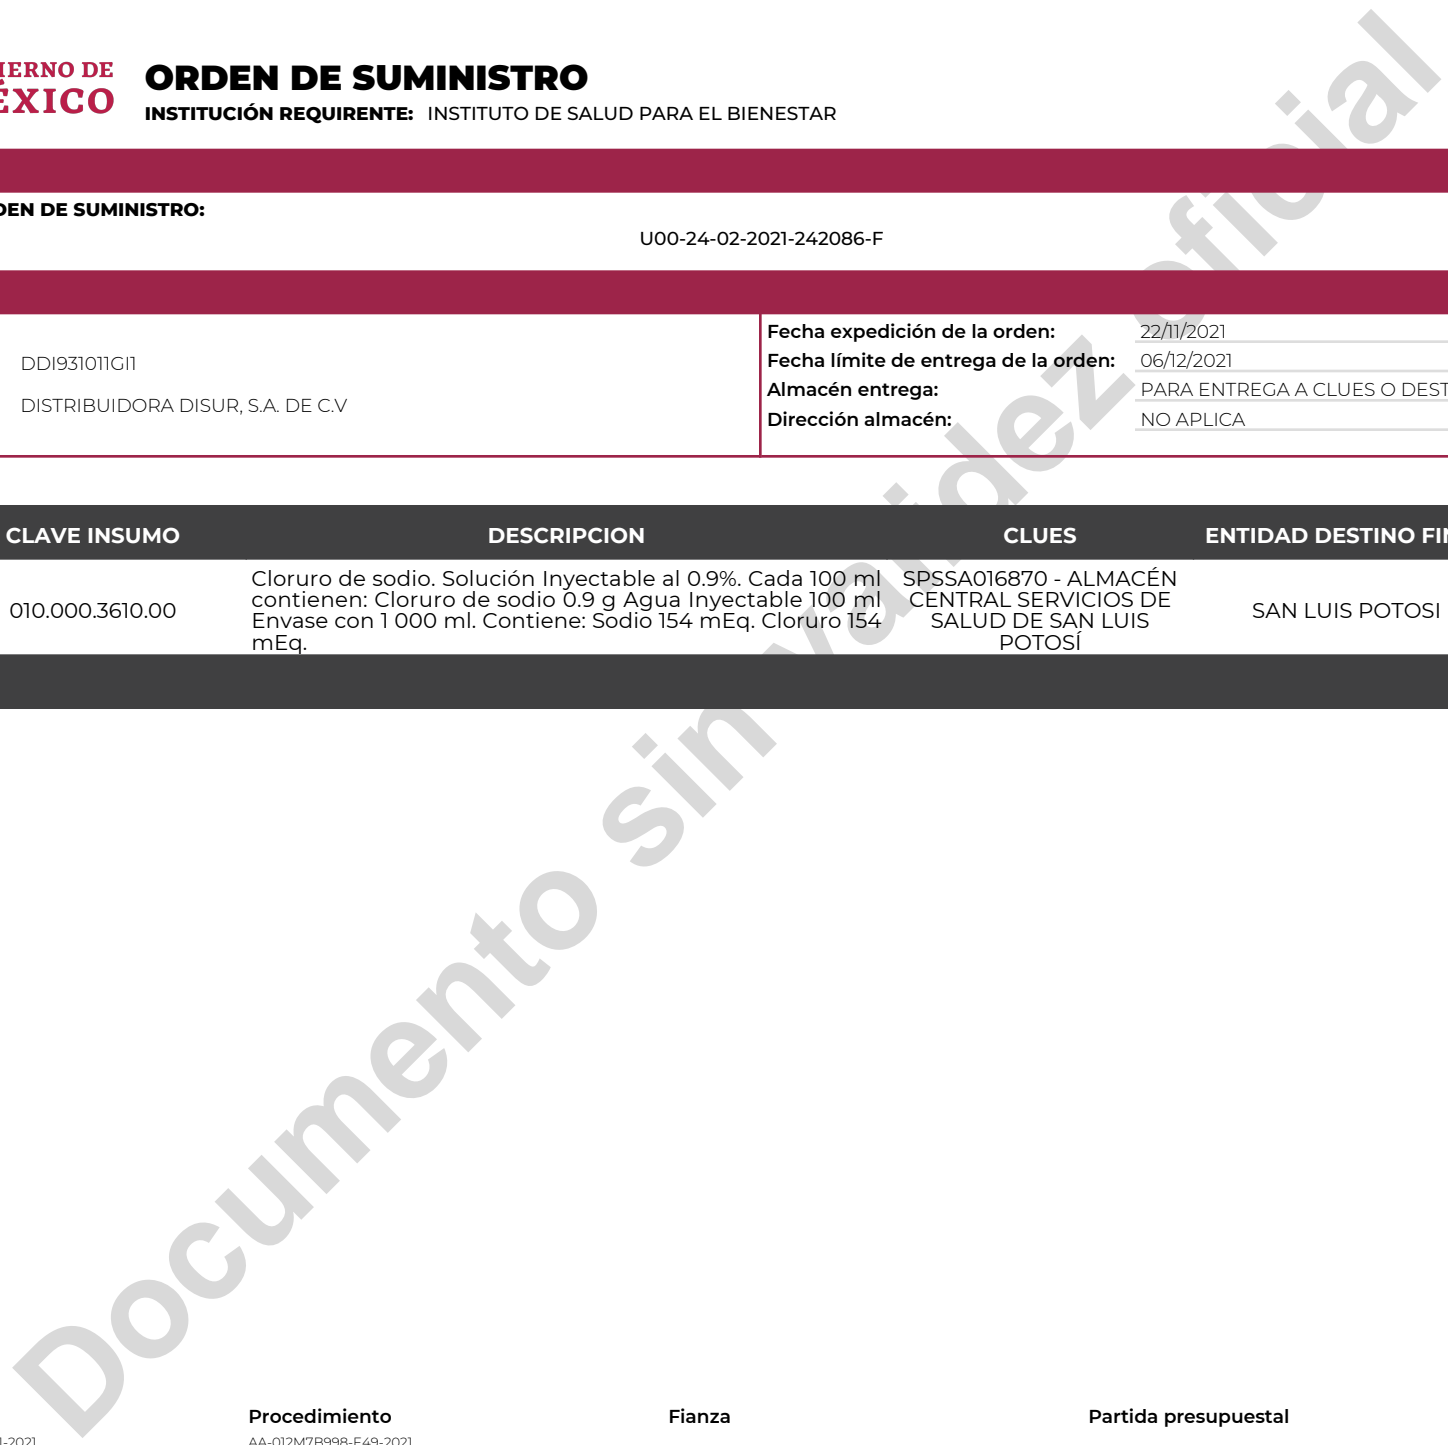 ORDEN DE SUMINISTRO
INSTITUCIÓN REQUIRENTE: INSTITUTO DE SALUD PARA EL BIENESTAR
DE SUMINISTRO:
U00-24-02-2021-242086-F
DDI931011GI1
DISTRIBUIDORA DISUR, S.A. DE C.V
Fecha expedición de la orden: 22/11/2021
Fecha límite de entrega de la orden: 06/12/2021
Almacén entrega: PARA ENTREGA A CLUES O DEST
Dirección almacén: NO APLICA
CLAVE INSUMO DESCRIPCION CLUES ENTIDAD DESTINO FIN
010.000.3610.00
Cloruro de sodio. Solución Inyectable al 0.9%. Cada 100 ml
contienen: Cloruro de sodio 0.9 g Agua Inyectable 100 ml
Envase con 1 000 ml. Contiene: Sodio 154 mEq. Cloruro 154
mEq.
SPSSA016870 - ALMACÉN
CENTRAL SERVICIOS DE
SALUD DE SAN LUIS
POTOSÍ
SAN LUIS POTOSI
Documento sin validez oficial
Procedimiento Fianza Partida presupuestal
-2021 AA-012M7B998-E49-2021